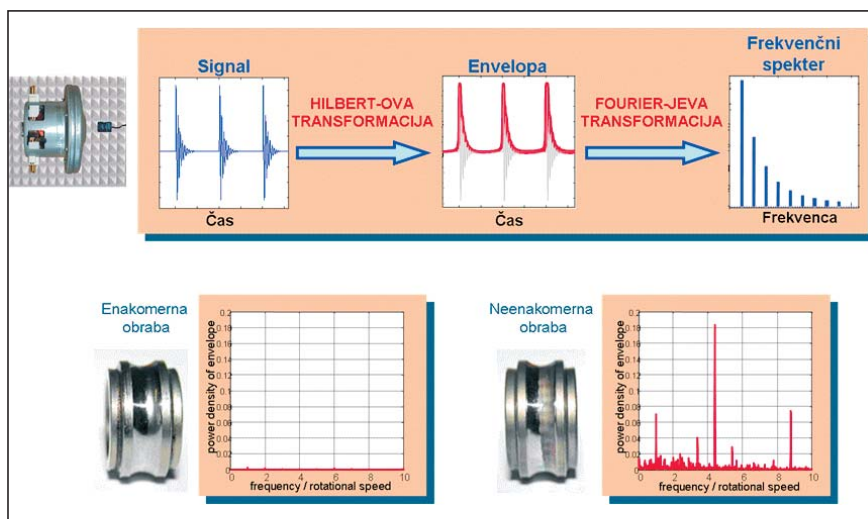 Signal
Čas
HILBERT-OVA
TRANSFORMACIJA
Envelopa
Čas
FOURIER-JEVA
TRANSFORMACIJA
Frekvenčni
spekter
Frekvenca
Enakomerna
obraba
power density of envelope
0.2
0.18
0.16
0.14
0.12
0.1
0.08
0.06
0.04
0.02
0
0 2 4 6 8 10
frequency / rotational speed
Neenakomerna
obraba
power density of envelope
0.2
0.18
0.16
0.14
0.12
0.1
0.08
0.06
0.04
0.02
0
0 2 4 6 8 10
frequency / rotational speed